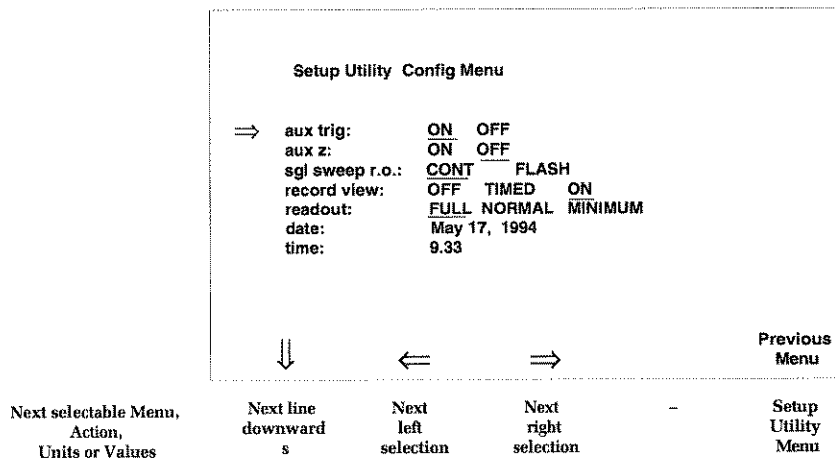 Setup Utility Config Menu
⇒ aux trig: ON OFF
aux z: ON OFF
sgl sweep r.o.: CONT FLASH
record view: OFF TIMED ON
readout: FULL NORMAL MINIMUM
date: May 17, 1994
time: 9.33
⇓ ⇐ ⇒ Previous
Menu
Next selectable Menu, Next line Next Next – Setup
Action, downward left right Utility
Units or Values s selection selection Menu